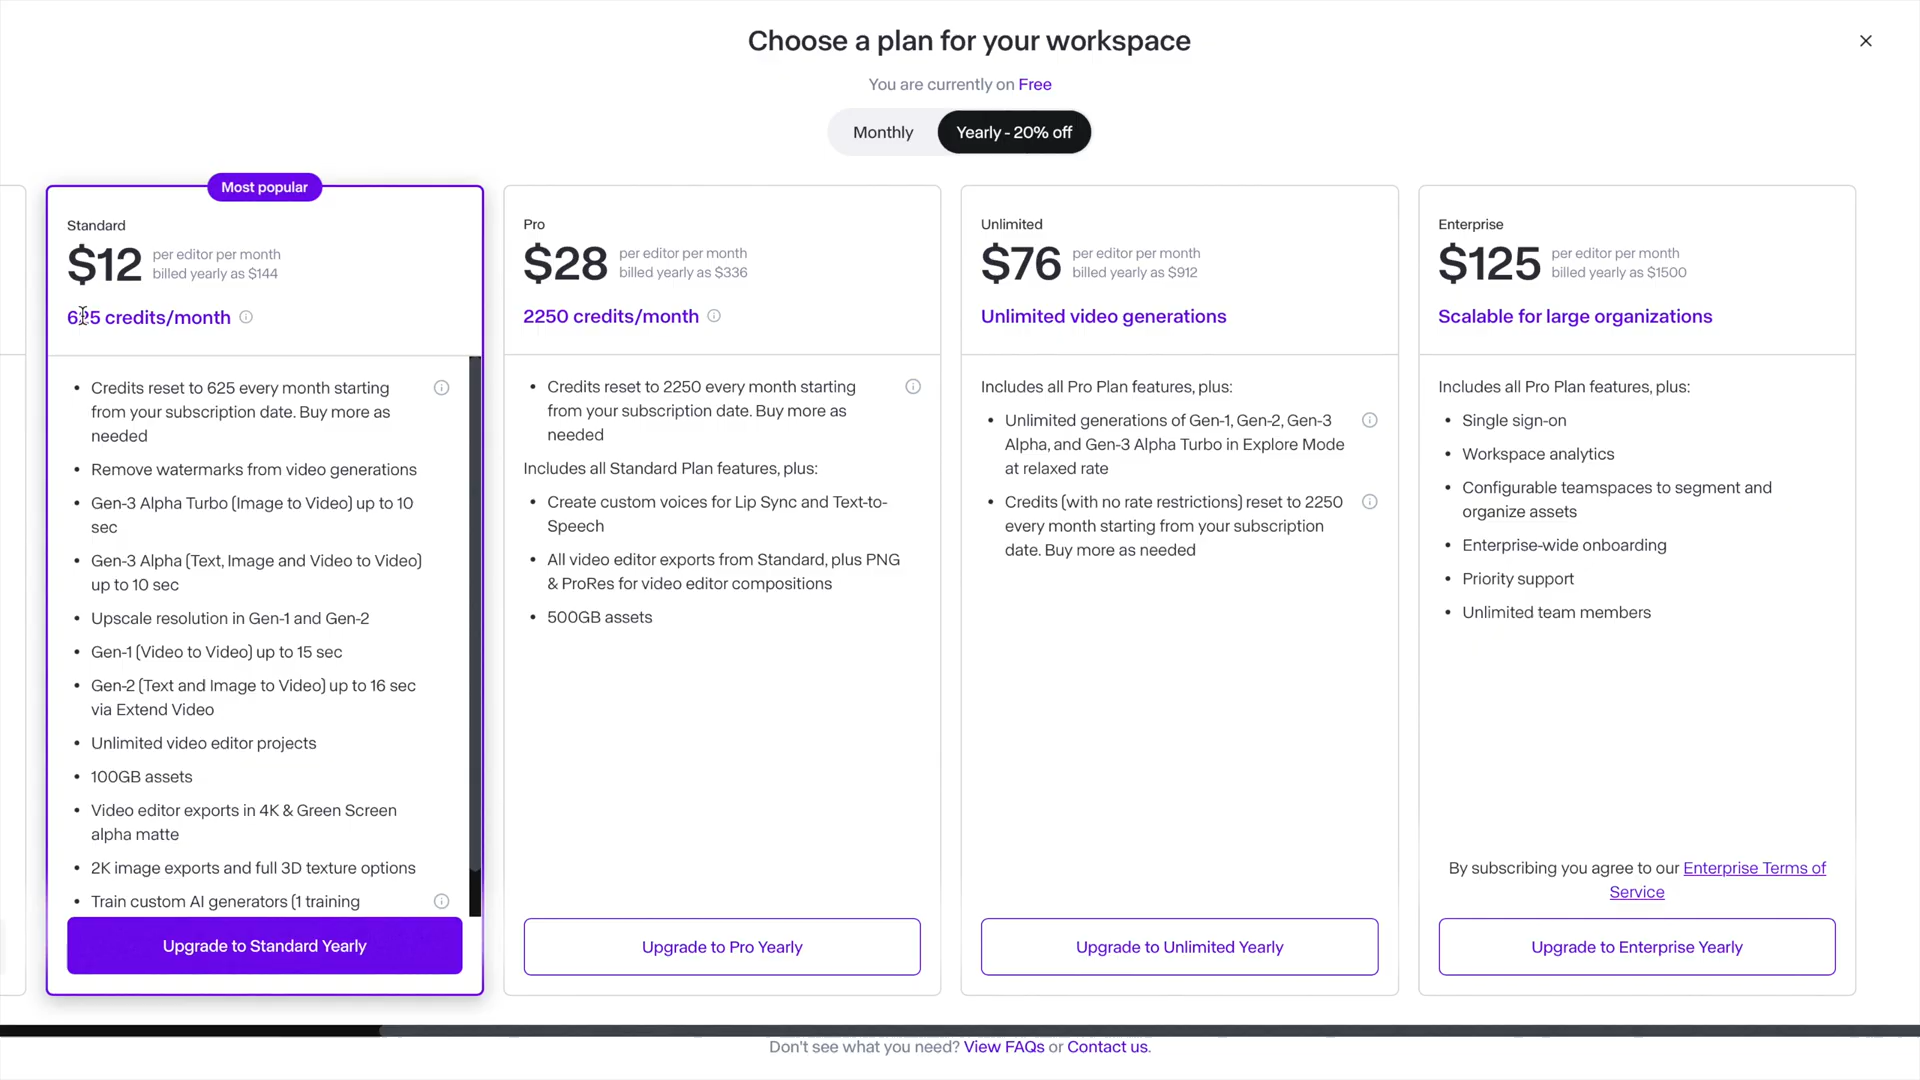 Choose a plan for your workspace
You are currently on Free
Monthly
Yearly - 20% off
Most popular
Standard
$12
per editor per month
billed yearly as $144
625 credits/month
Credits reset to 625 every month starting
from your subscription date. Buy more as
needed
Remove watermarks from video generations
Gen-3 Alpha Turbo (Image to Video) up to 10
sec
Gen-3 Alpha (Text, Image and Video to Video)
up to 10 sec
Upscale resolution in Gen-1 and Gen-2
Gen-1 (Video to Video) up to 15 sec
Gen-2 (Text and Image to Video) up to 16 sec
via Extend Video
Unlimited video editor projects
100GB assets
Video editor exports in 4K & Green Screen
alpha matte
2K image exports and full 3D texture options
Train custom AI generators (1 training
Upgrade to Standard Yearly
Pro
$28
per editor per month
billed yearly as $336
2250 credits/month
Credits reset to 2250 every month starting
from your subscription date. Buy more as
needed
Includes all Standard Plan features, plus:
Create custom voices for Lip Sync and Text-to-
Speech
All video editor exports from Standard, plus PNG
& ProRes for video editor compositions
500GB assets
Upgrade to Pro Yearly
Unlimited
$76
per editor per month
billed yearly as $912
Unlimited video generations
Includes all Pro Plan features, plus:
Unlimited generations of Gen-1, Gen-2, Gen-3
Alpha, and Gen-3 Alpha Turbo in Explore Mode
at relaxed rate
Credits (with no rate restrictions) reset to 2250
every month starting from your subscription
date. Buy more as needed
Upgrade to Unlimited Yearly
Enterprise
$125
per editor per month
billed yearly as $1500
Scalable for large organizations
Includes all Pro Plan features, plus:
Single sign-on
Workspace analytics
Configurable teamspaces to segment and
organize assets
Enterprise-wide onboarding
Priority support
Unlimited team members
By subscribing you agree to our Enterprise Terms of
Service
Upgrade to Enterprise Yearly
Don't see what you need? View FAQs or Contact us.